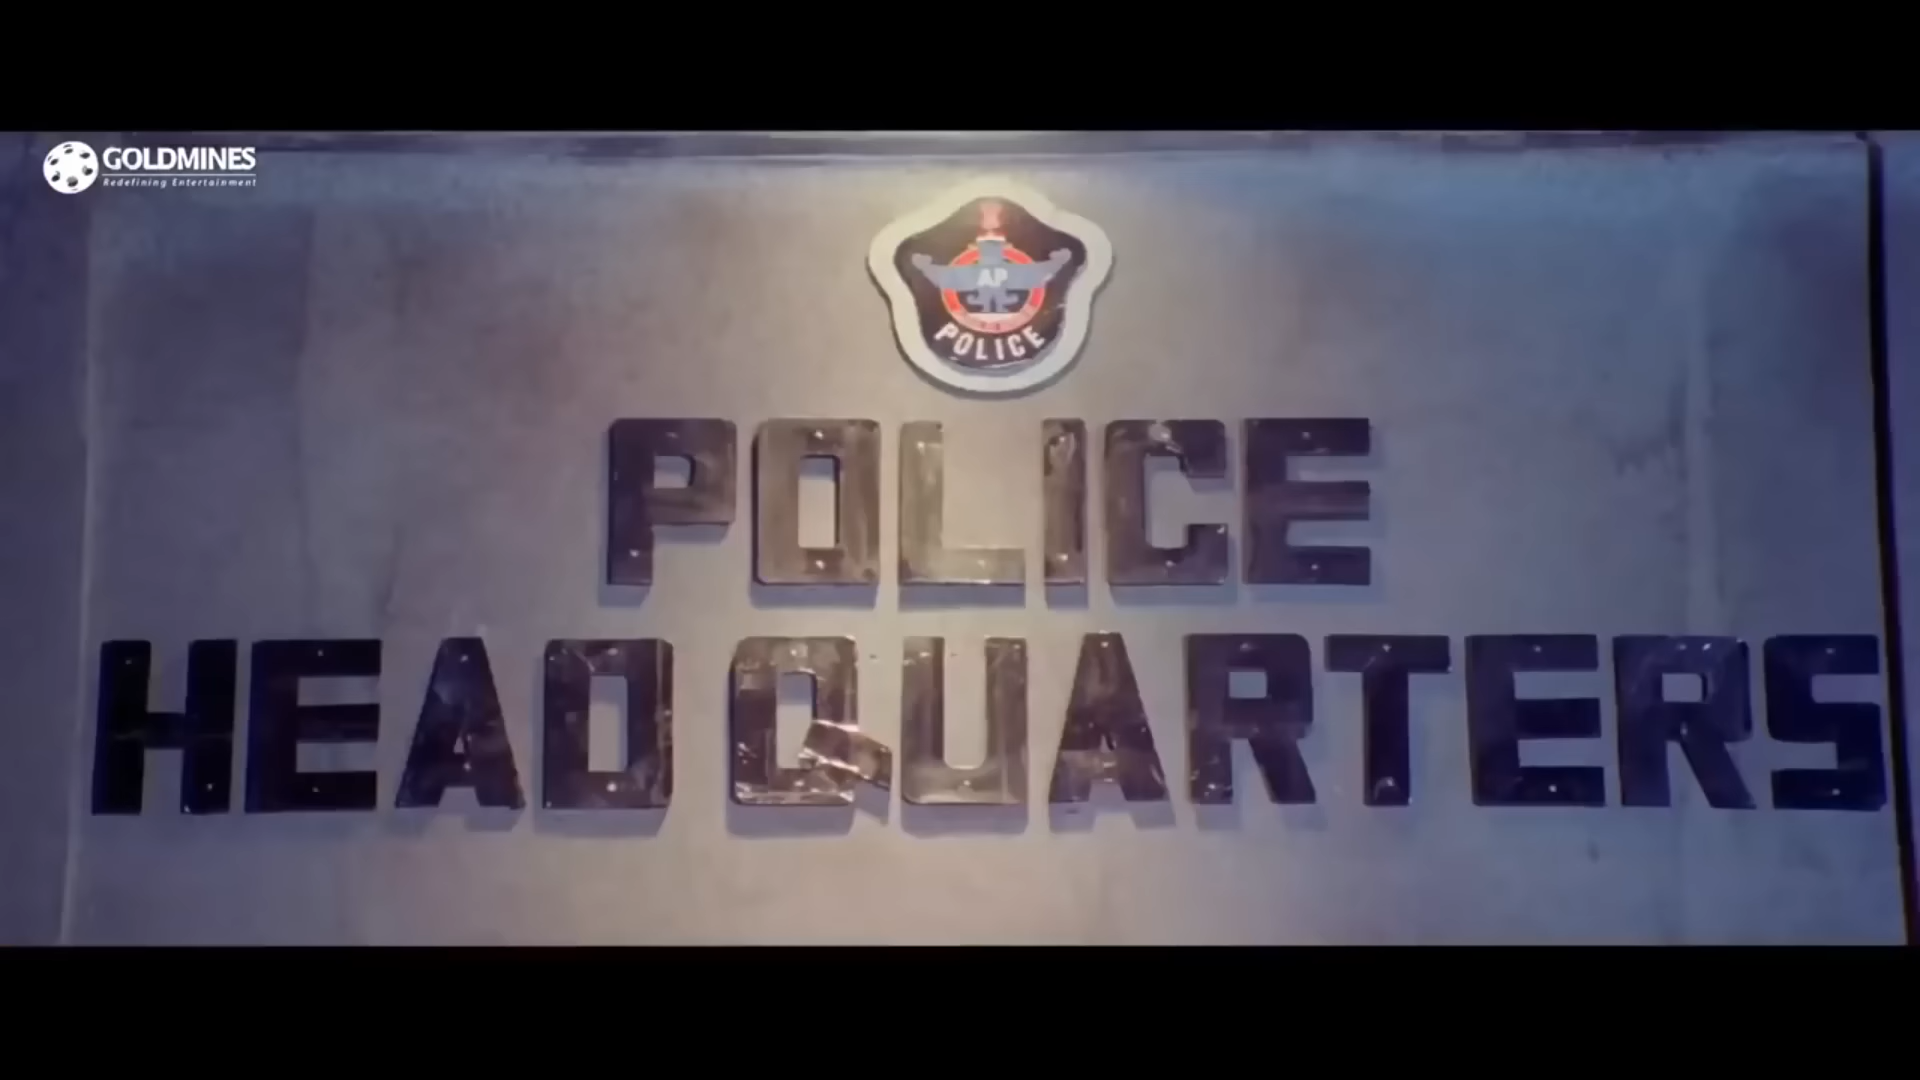 GOLDMINES
Redefining Entertainment
AP
POLICE
POLICE
HEAD QUARTERS